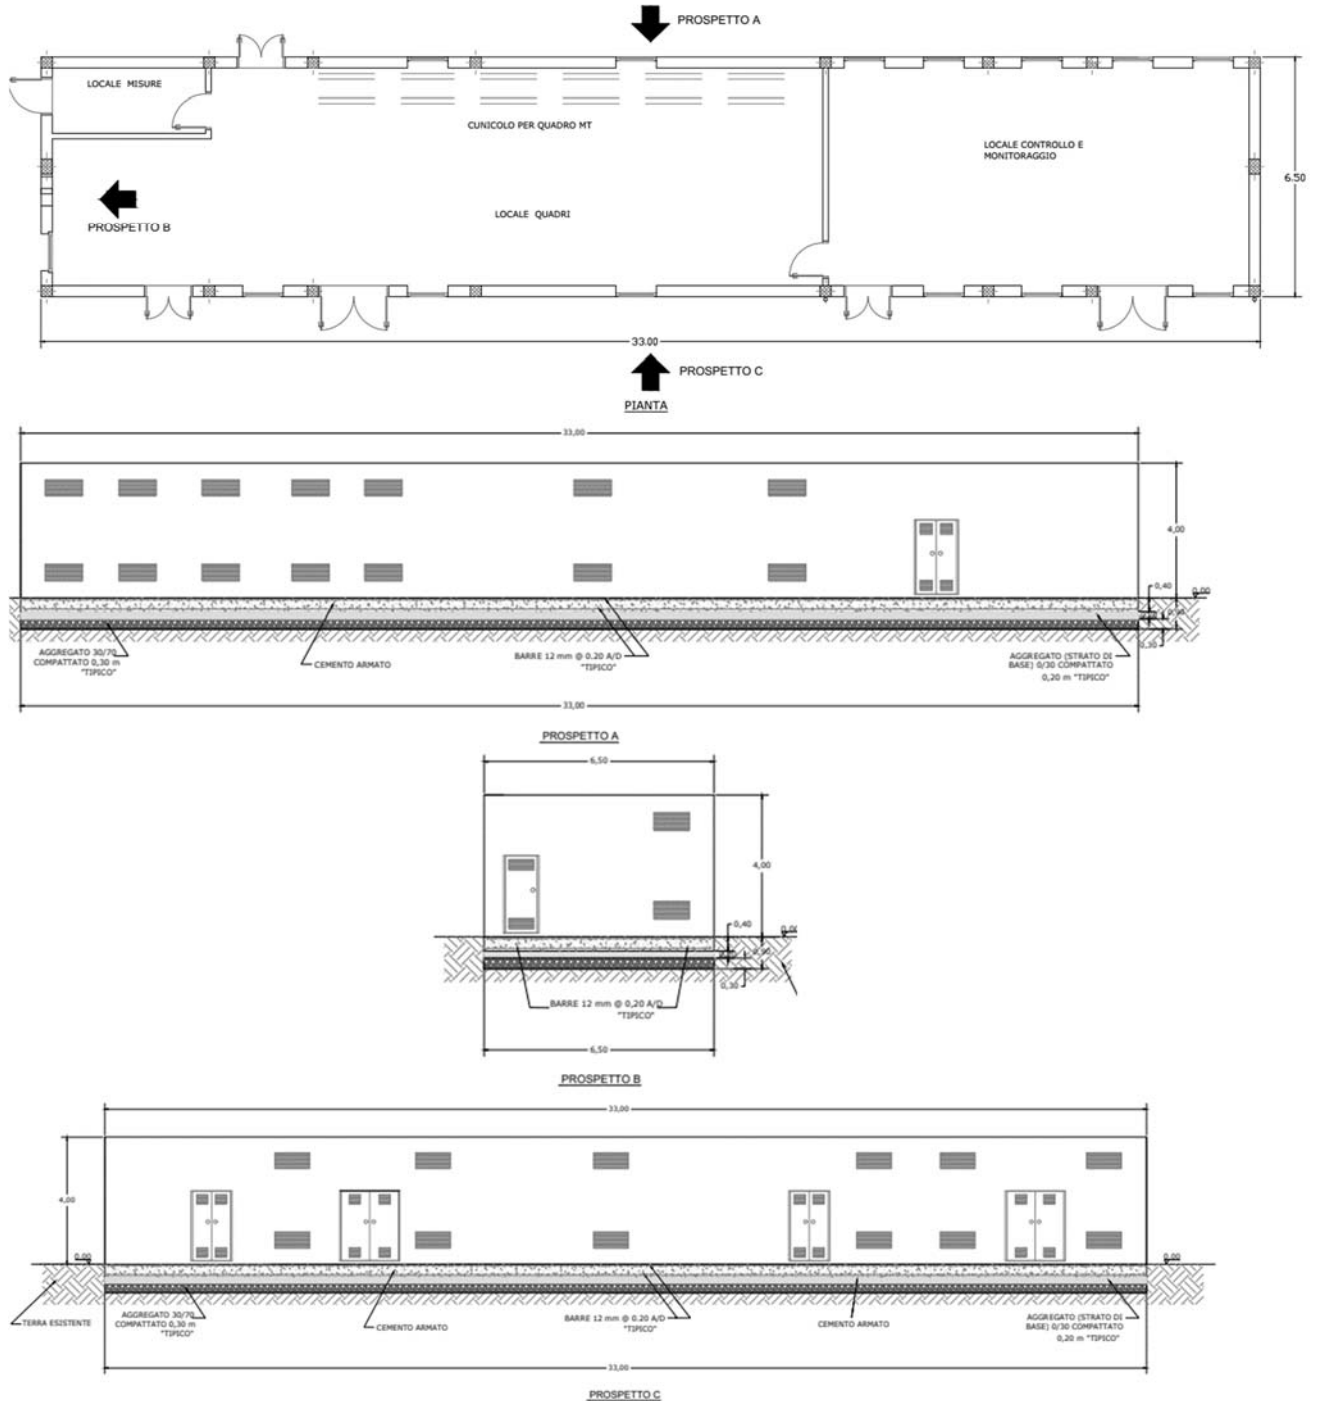 PROSPETTO A
LOCALE MISURE
CUNICOLO PER QUADRO MT
LOCALE CONTROLLO E
MONITORAGGIO
6.50
PROSPETTO B
LOCALE QUADRI
33.00
PROSPETTO C
PIANTA
33,00
4,00
0,40
0,00
0,30
AGGREGATO 30/70
COMPATTATO 0,30 m
"TIPICO"
CEMENTO ARMATO
BARRE 12 mm @ 0.20 A/D
"TIPICO"
AGGREGATO (STRATO DI
BASE) 0/30 COMPATTATO
0,20 m "TIPICO"
33,00
PROSPETTO A
6,50
4,00
0,40
0,30
BARRE 12 mm @ 0,20 A/D
"TIPICO"
6,50
PROSPETTO B
33,00
4,00
0.00
0.00
TERRA ESISTENTE
AGGREGATO 30/70
COMPATTATO 0,30 m
"TIPICO"
CEMENTO ARMATO
BARRE 12 mm @ 0.20 A/D
"TIPICO"
CEMENTO ARMATO
AGGREGATO (STRATO DI
BASE) 0/30 COMPATTATO
0,20 m "TIPICO"
33,00
PROSPETTO C